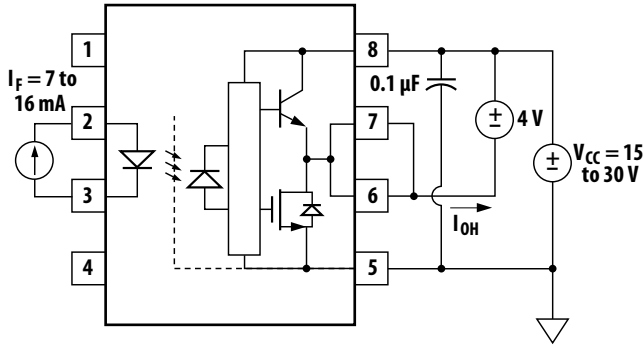 1
8
I_F = 7 to
16 mA
0.1 µF
2
7
4 V
V_CC = 15
to 30 V
3
6
I_OH
4
5